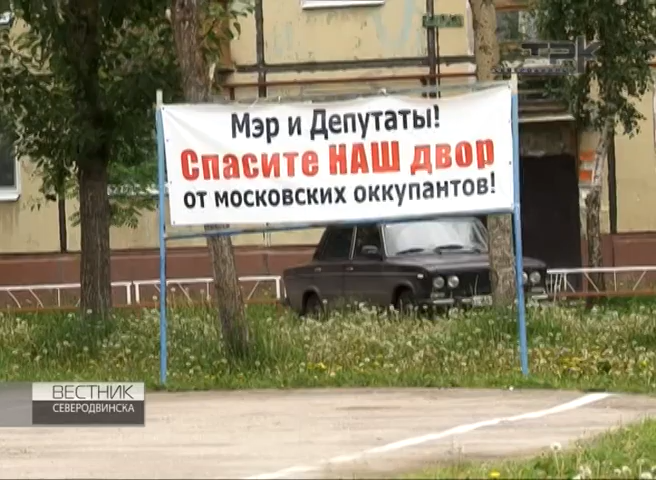 Мэр и Депутаты!
Спасите НАШ двор
от московских оккупантов!
ВЕСТНИК
СЕВЕРОДВИНСКА